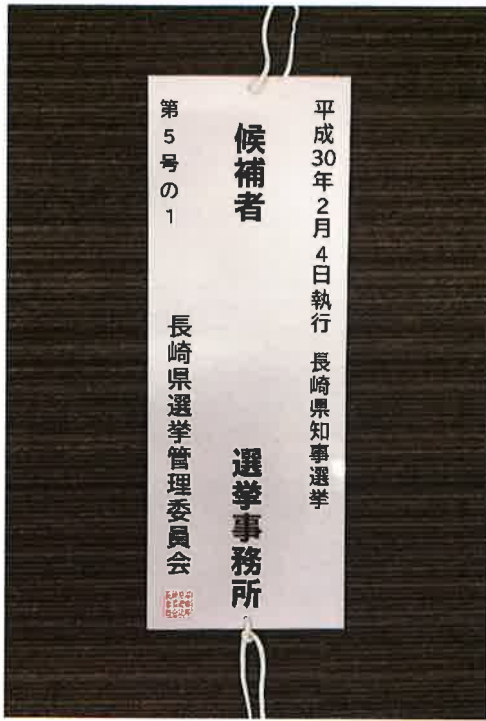 平成30年2月4日執行 長崎県知事選挙
候補者 選挙事務所
第5号の1 長崎県選挙管理委員会